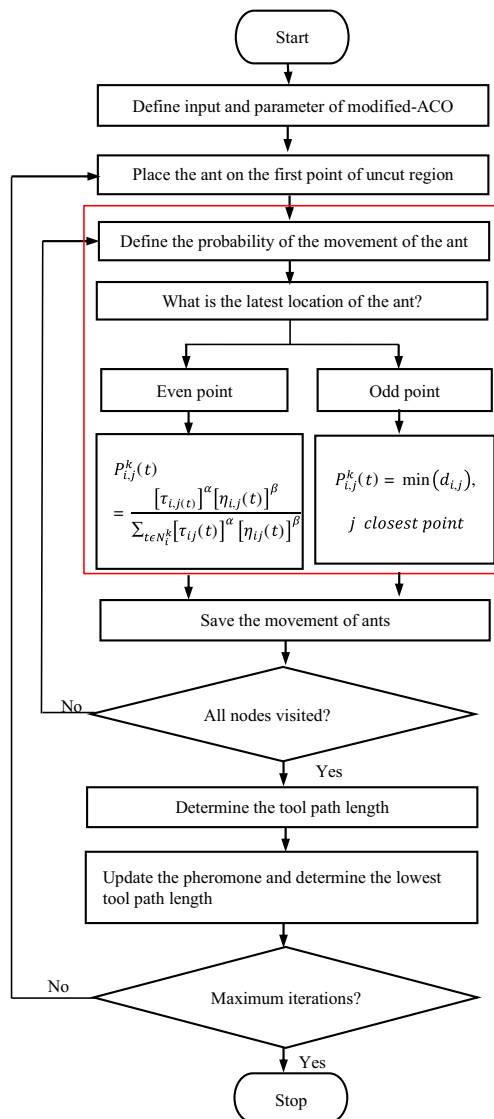 Start
Define input and parameter of modified-ACO
Place the ant on the first point of uncut region
Define the probability of the movement of the ant
What is the latest location of the ant?
Even point
Odd point
P_{i,j}^k(t)
= [τ_{i,j(t)}]^α [η_{i,j}(t)]^β / ∑_{tϵN_i^k} [τ_{ij}(t)]^α [η_{ij}(t)]^β
P_{i,j}^k(t) = min(d_{i,j}),
j closest point
Save the movement of ants
All nodes visited?
No
Yes
Determine the tool path length
Update the pheromone and determine the lowest
tool path length
Maximum iterations?
No
Yes
Stop